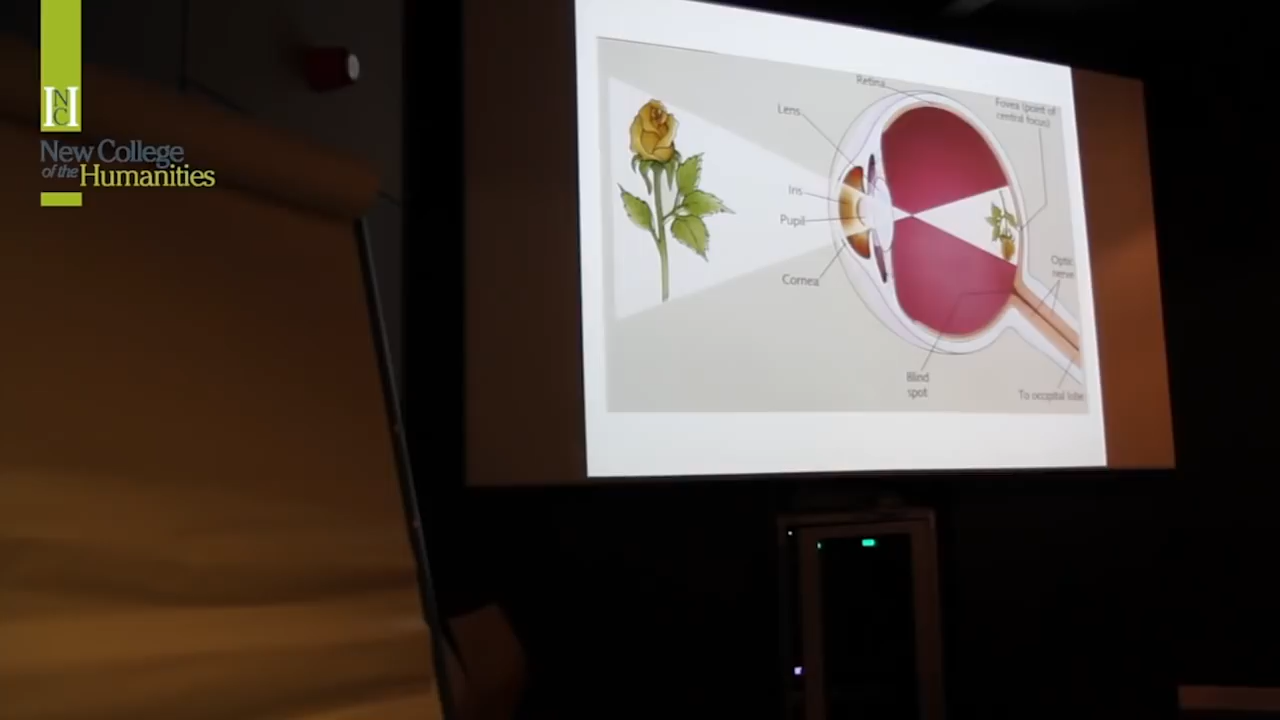 NCH
New College
of the Humanities
Retina
Lens
Fovea (point of
central focus)
Iris
Pupil
Cornea
Optic
nerve
Blind
spot
To occipital lobe